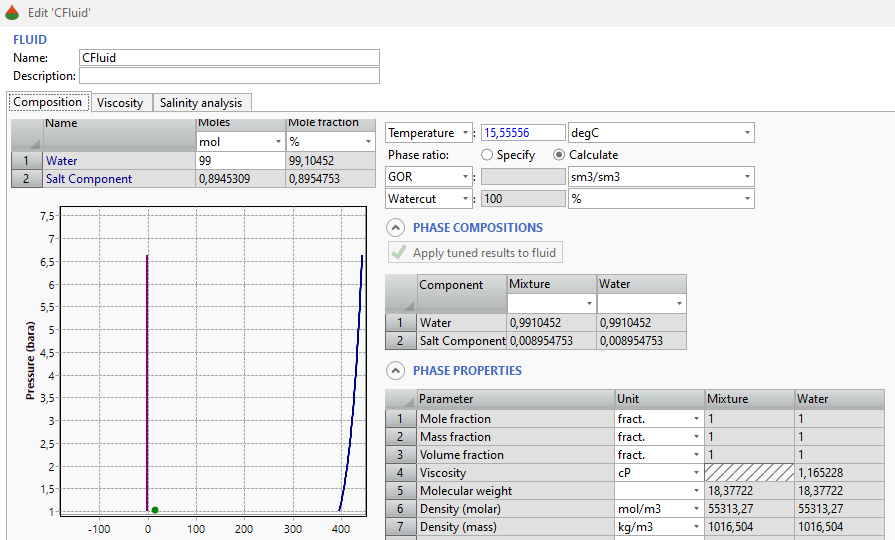 Edit 'CFluid'
FLUID
Name: CFluid
Description:
Composition Viscosity Salinity analysis
Name Moles Mole fraction
mol %
1 Water 99 99,10452
2 Salt Component 0,8945309 0,8954753
Temperature : 15,55556 degC
Phase ratio: Specify Calculate
GOR : sm3/sm3
Watercut : 100 %
PHASE COMPOSITIONS
Apply tuned results to fluid
Component Mixture Water
1 Water 0,9910452 0,9910452
2 Salt Component 0,008954753 0,008954753
PHASE PROPERTIES
Parameter Unit Mixture Water
1 Mole fraction fract. 1 1
2 Mass fraction fract. 1 1
3 Volume fraction fract. 1 1
4 Viscosity cP 1,165228
5 Molecular weight 18,37722 18,37722
6 Density (molar) mol/m3 55313,27 55313,27
7 Density (mass) kg/m3 1016,504 1016,504
Pressure (bara)
7,5
7
6,5
6
5,5
5
4,5
4
3,5
3
2,5
2
1,5
1
-100 0 100 200 300 400